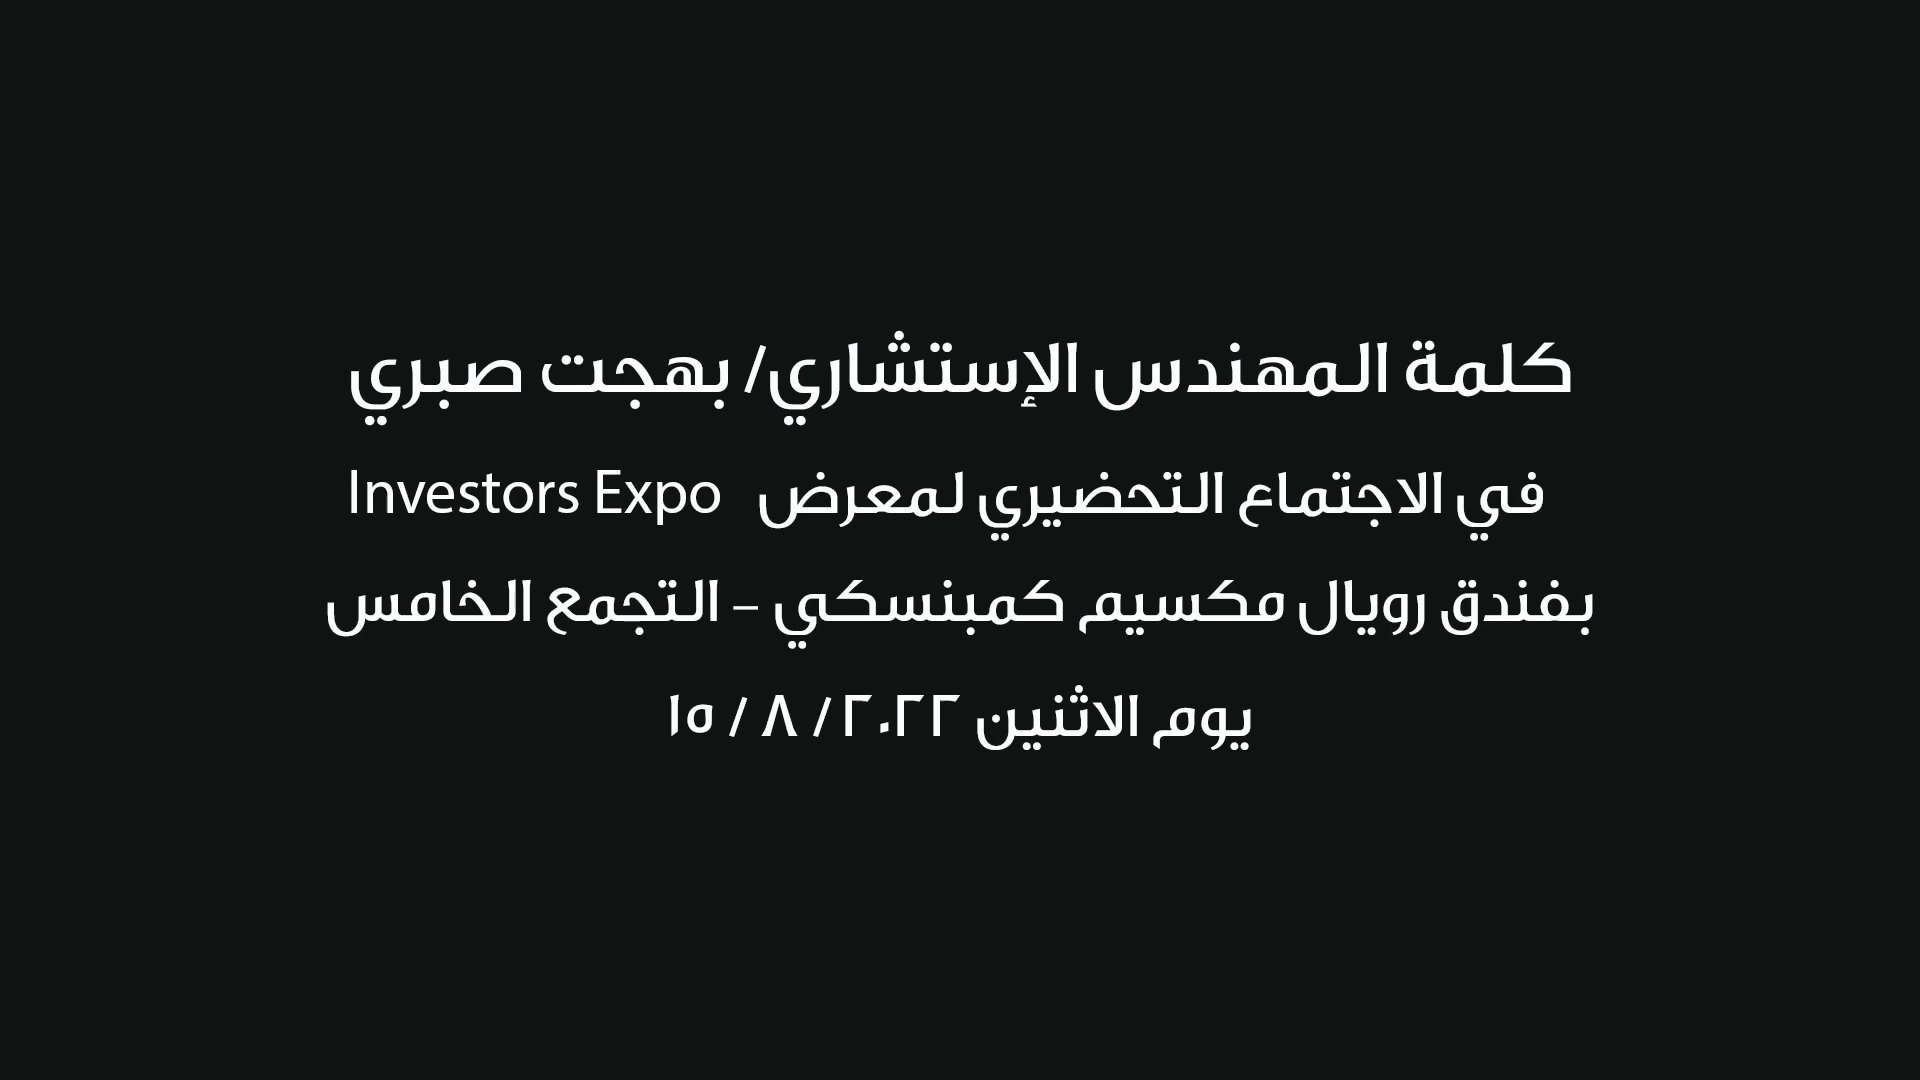 كلمة المهندس الإستشاري/ بهجت صبري
في الاجتماع التحضيري لمعرض Investors Expo
بفندق رويال مكسيم كمبنسكي – التجمع الخامس
يوم الاثنين ٢٠٢٢/ ٨ / ١٥